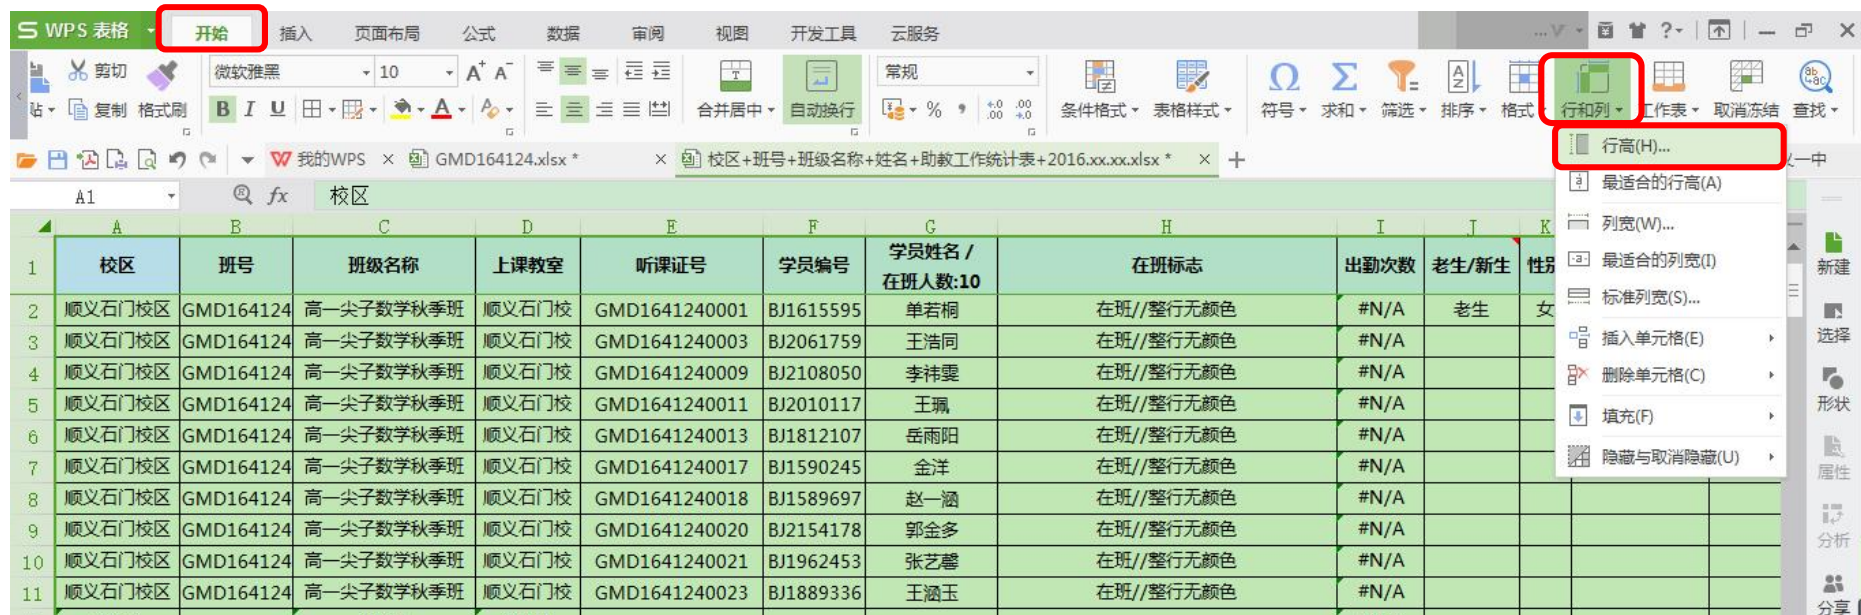 WPS 表格 开始 插入 页面布局 公式 数据 审阅 视图 开发工具 云服务
剪切 微软雅黑 10 A+ A- 常规
贴 复制 格式刷 B I U 合并居中 自动换行 % 条件格式 表格样式 符号 求和 筛选 排序 格式 行和列 工作表 取消冻结 查找
我的WPS × GMD164124.xlsx * × 校区+班号+班级名称+姓名+助教工作统计表+2016.xx.xx.xlsx * × + 一中
A1 fx 校区
A B C D E F G H I J K
1 校区 班号 班级名称 上课教室 听课证号 学员编号 学员姓名 / 在班标志 出勤次数 老生/新生 性别
在班人数:10
2 顺义石门校区 GMD164124 高一尖子数学秋季班 顺义石门校 GMD1641240001 BJ1615595 单若桐 在班//整行无颜色 #N/A 老生 女
3 顺义石门校区 GMD164124 高一尖子数学秋季班 顺义石门校 GMD1641240003 BJ2061759 王浩同 在班//整行无颜色 #N/A
4 顺义石门校区 GMD164124 高一尖子数学秋季班 顺义石门校 GMD1641240009 BJ2108050 李祎雯 在班//整行无颜色 #N/A
5 顺义石门校区 GMD164124 高一尖子数学秋季班 顺义石门校 GMD1641240011 BJ2010117 王珮 在班//整行无颜色 #N/A
6 顺义石门校区 GMD164124 高一尖子数学秋季班 顺义石门校 GMD1641240013 BJ1812107 岳雨阳 在班//整行无颜色 #N/A
7 顺义石门校区 GMD164124 高一尖子数学秋季班 顺义石门校 GMD1641240017 BJ1590245 金洋 在班//整行无颜色 #N/A
8 顺义石门校区 GMD164124 高一尖子数学秋季班 顺义石门校 GMD1641240018 BJ1589697 赵一涵 在班//整行无颜色 #N/A
9 顺义石门校区 GMD164124 高一尖子数学秋季班 顺义石门校 GMD1641240020 BJ2154178 郭金多 在班//整行无颜色 #N/A
10 顺义石门校区 GMD164124 高一尖子数学秋季班 顺义石门校 GMD1641240021 BJ1962453 张艺馨 在班//整行无颜色 #N/A
11 顺义石门校区 GMD164124 高一尖子数学秋季班 顺义石门校 GMD1641240023 BJ1889336 王涵玉 在班//整行无颜色 #N/A
行高(H)...
最适合的行高(A)
列宽(W)...
最适合的列宽(I)
标准列宽(S)...
插入单元格(E)
删除单元格(C)
填充(F)
隐藏与取消隐藏(U)
新建
选择
形状
属性
分析
分享